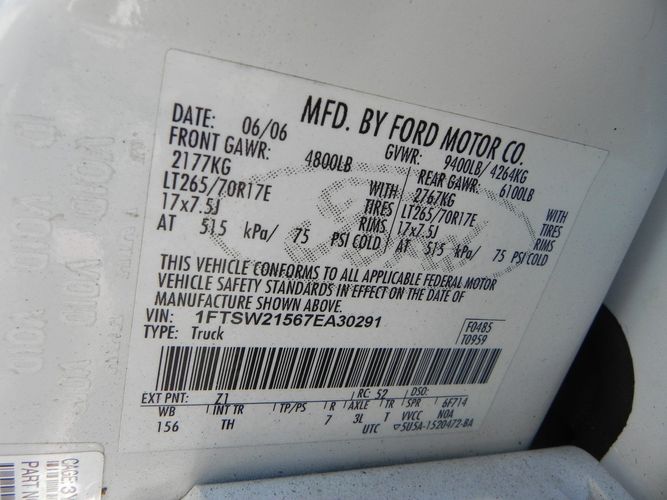 MFD. BY FORD MOTOR CO.
DATE: 06/06 GVWR: 9400LB/ 4264KG
FRONT GAWR: 4800LB REAR GAWR: 6100LB
2177KG WITH 2767KG WITH
LT265/70R17E TIRES LT265/70R17E TIRES
17x7.5J RIMS 17x7.5J RIMS
AT 515 kPa/ 75 PSI COLD AT 515 kPa/ 75 PSI COLD
THIS VEHICLE CONFORMS TO ALL APPLICABLE FEDERAL MOTOR
VEHICLE SAFETY STANDARDS IN EFFECT ON THE DATE OF
MANUFACTURE SHOWN ABOVE.
VIN: 1FTSW21567EA30291
TYPE: Truck
F0485
T0959
EXT PNT: Z1 RC: 52 DSO:
WB INT TR TP/PS R AXLE TR SPR 6F714
156 TH 7 3L T VVCC NOA
UTC ▽5U5A-1520472-BA
CAGE 3
PART N